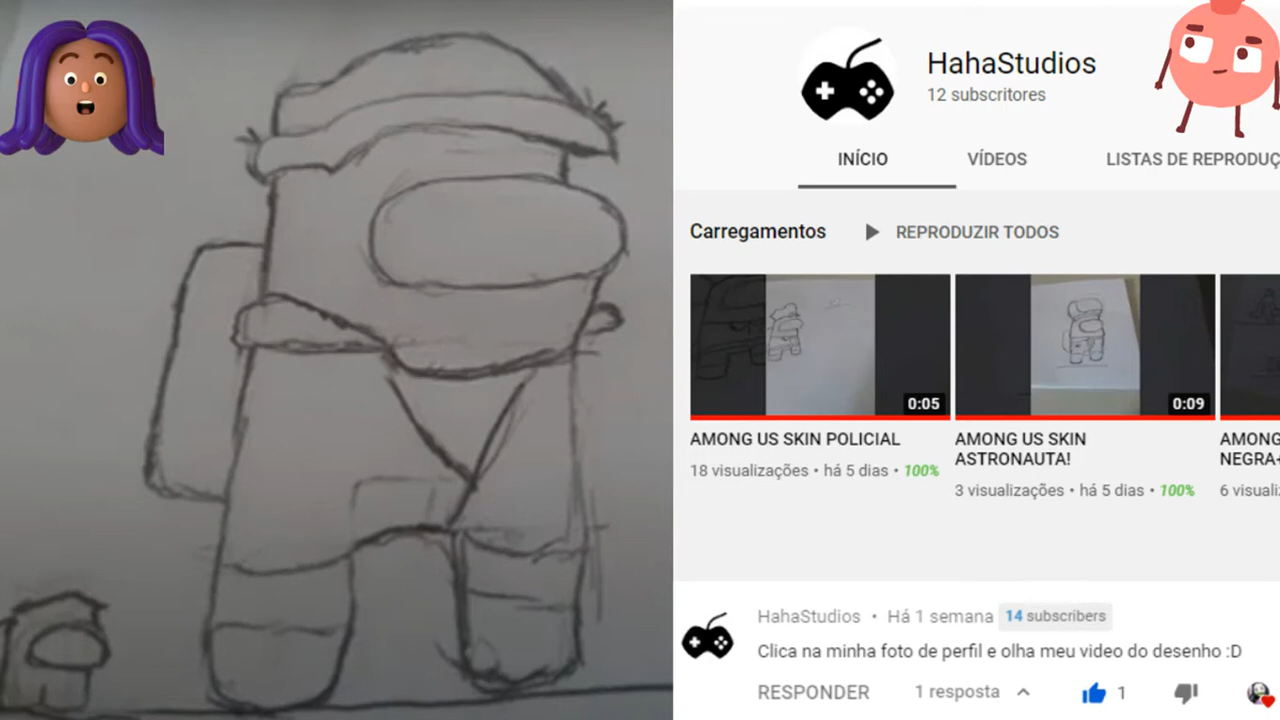 HahaStudios
12 subscritores
INÍCIO VÍDEOS LISTAS DE REPRODUÇ
Carregamentos REPRODUZIR TODOS
0:05 0:09
AMONG US SKIN POLICIAL
18 visualizações • há 5 dias • 100%
AMONG US SKIN
ASTRONAUTA!
3 visualizações • há 5 dias • 100%
AMONG
NEGRA+
6 visuali
HahaStudios • Há 1 semana 14 subscribers
Clica na minha foto de perfil e olha meu video do desenho :D
RESPONDER 1 resposta 1